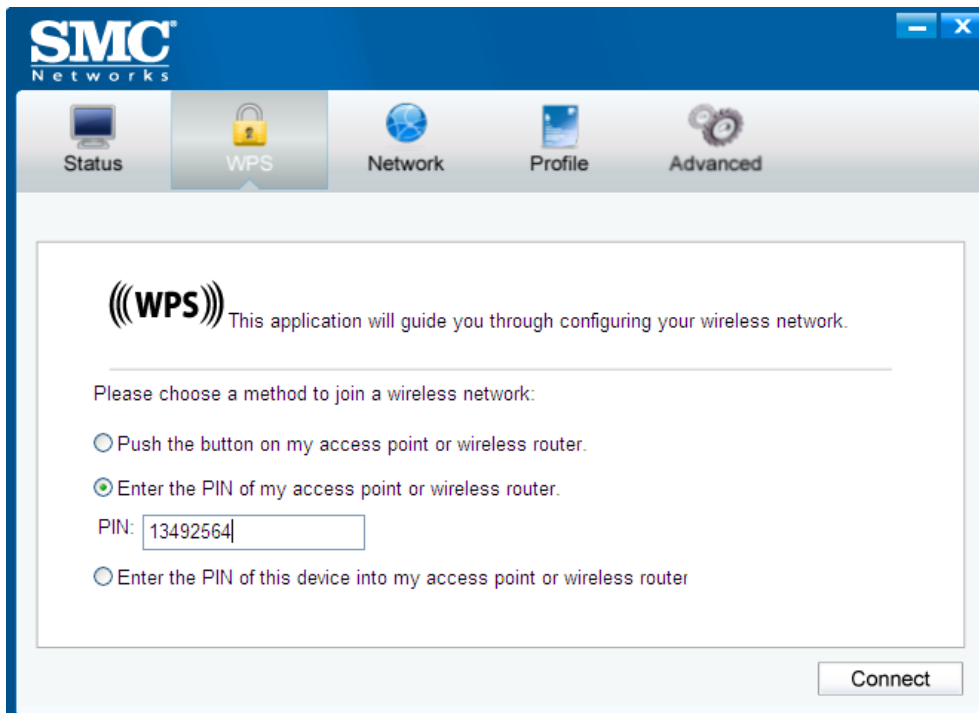 SMC®
Networks
Status WPS Network Profile Advanced
(((WPS))) This application will guide you through configuring your wireless network.
Please choose a method to join a wireless network:
Push the button on my access point or wireless router.
Enter the PIN of my access point or wireless router.
PIN: 13492564
Enter the PIN of this device into my access point or wireless router
Connect